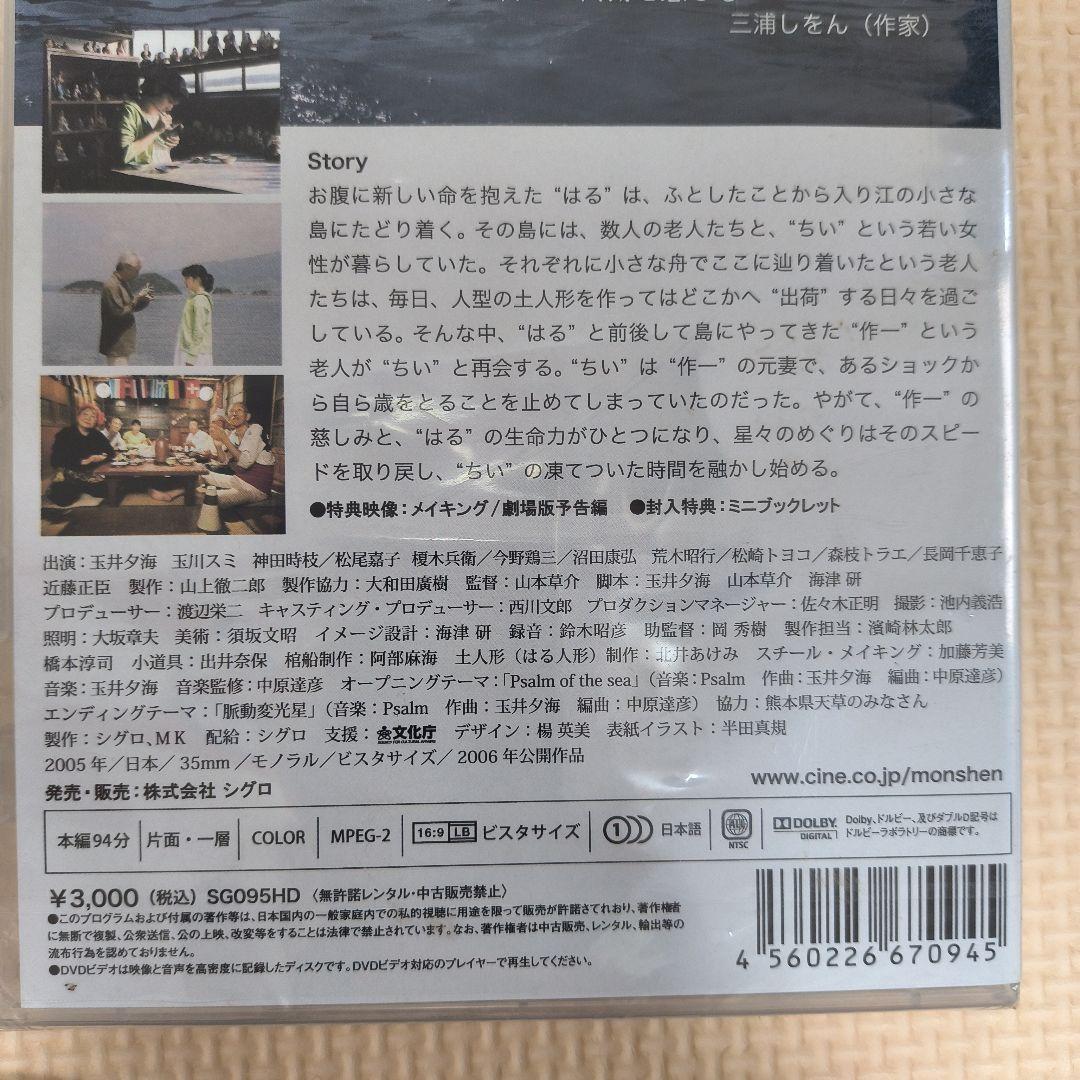 三浦しをん（作家）
Story
お腹に新しい命を抱えた“はる”は、ふとしたことから入り江の小さな
島にたどり着く。その島には、数人の老人たちと、“ちい”という若い女
性が暮らしていた。それぞれに小さな舟でここに辿り着いたという老人
たちは、毎日、人型の土人形を作ってはどこかへ“出荷”する日々を過ご
している。そんな中、“はる”と前後して島にやってきた“作一”という
老人が“ちい”と再会する。“ちい”は“作一”の元妻で、あるショックか
ら自ら歳をとることを止めてしまっていたのだった。やがて、“作一”の
慈しみと、“はる”の生命力がひとつになり、星々のめぐりはそのスピー
ドを取り戻し、“ちい”の凍てついた時間を融かし始める。
●特典映像：メイキング/劇場版予告編 ●封入特典：ミニブックレット
出演：玉井夕海 玉川スミ 神田時枝／松尾嘉子 榎木兵衛／今野鶏三／沼田康弘 荒木昭行／松崎トヨコ／森枝トラエ／長岡千恵子
近藤正臣 製作：山上徹二郎 製作協力：大和田廣樹 監督：山本草介 脚本：玉井夕海 山本草介 海津 研
プロデューサー：渡辺栄二 キャスティング・プロデューサー：西川文郎 プロダクションマネージャー：佐々木正明 撮影：池内義浩
照明：大坂章夫 美術：須坂文昭 イメージ設計：海津 研 録音：鈴木昭彦 助監督：岡 秀樹 製作担当：濱崎林太郎
橋本淳司 小道具：出井奈保 棺船制作：阿部麻海 土人形（はる人形）制作：北井あけみ スチール・メイキング：加藤芳美
音楽：玉井夕海 音楽監修：中原達彦 オープニングテーマ：「Psalm of the sea」（音楽：Psalm 作曲：玉井夕海 編曲：中原達彦）
エンディングテーマ：「脈動変光星」（音楽：Psalm 作曲：玉井夕海 編曲：中原達彦） 協力：熊本県天草のみなさん
製作：シグロ、MK 配給：シグロ 支援：文化庁 デザイン：楊 英美 表紙イラスト：半田真規
2005年／日本／35mm／モノラル／ビスタサイズ／2006年公開作品
www.cine.co.jp/monshen
発売・販売：株式会社 シグロ
本編94分 片面・一層 COLOR MPEG-2 16:9 LB ビスタサイズ 1 日本語 NTSC DOLBY DIGITAL Dolby、ドルビー、及びダブルD記号は
ドルビーラボラトリーの商標です。
¥3,000（税込） SG095HD 〈無許諾レンタル・中古販売禁止〉
●このプログラムおよび付属の著作等は、日本国内の一般家庭内での私的視聴に用途を限って販売が許諾されており、著作権者
に無断で複製、公衆送信、公の上映、改変等をすることは法律で禁止されています。なお、著作権者は中古販売、レンタル、輸出等の
流布行為を認めておりません。
●DVDビデオは映像と音声を高密度に記録したディスクです。DVDビデオ対応のプレイヤーで再生してください。
4 560226 670945